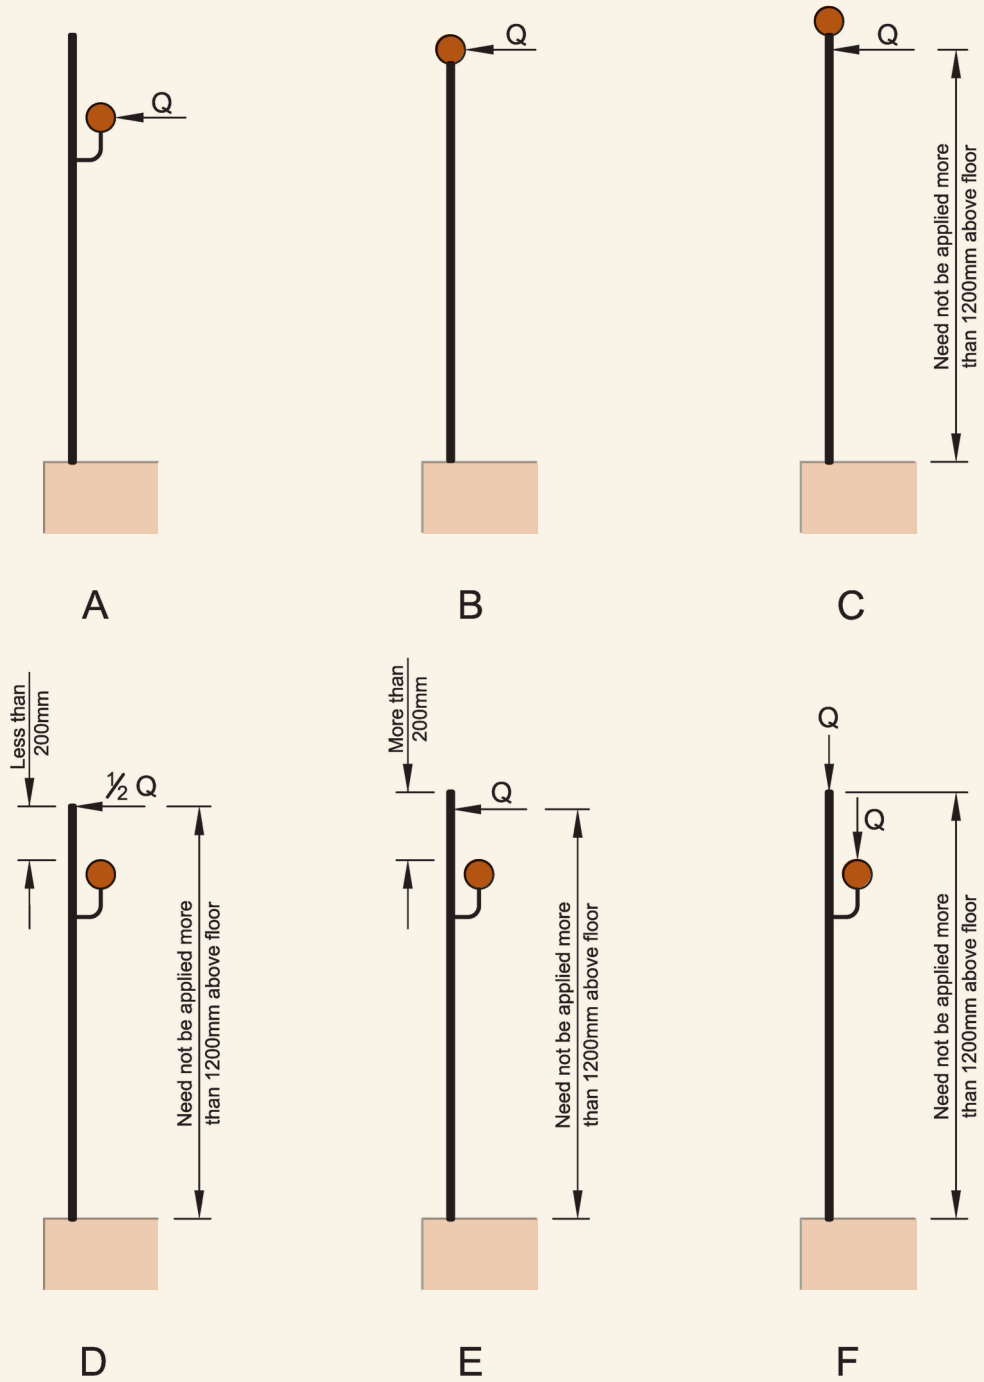 Q
Q
Q
Need not be applied more
than 1200mm above floor
A
B
C
Less than
200mm
½ Q
Need not be applied more
than 1200mm above floor
More than
200mm
Q
Need not be applied more
than 1200mm above floor
Q
Q
Need not be applied more
than 1200mm above floor
D
E
F